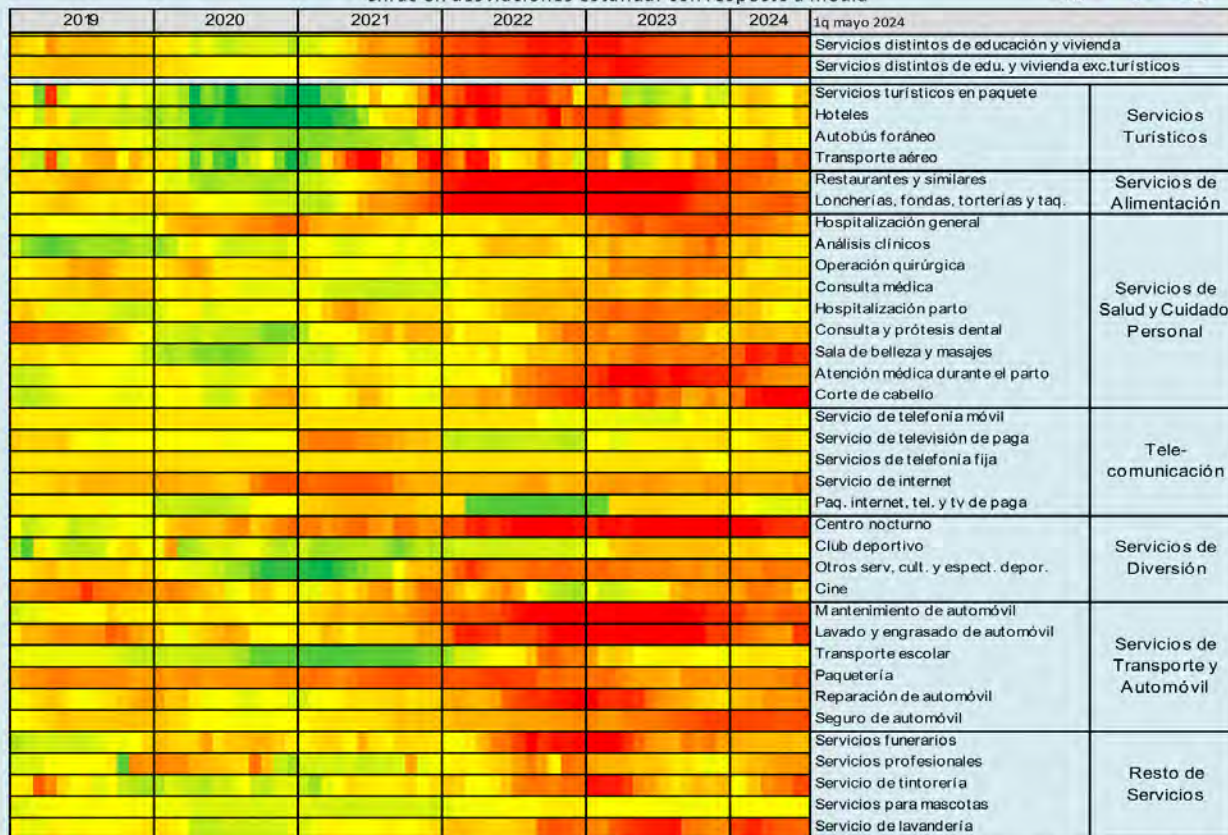 2019 2020 2021 2022 2023 2024 1q mayo 2024
Servicios distintos de educación y vivienda
Servicios distintos de edu. y vivienda exc.turísticos
Servicios turísticos en paquete
Hoteles
Autobús foráneo
Transporte aéreo
Servicios
Turísticos
Restaurantes y similares
Loncherías, fondas, torterías y taq.
Servicios de
Alimentación
Hospitalización general
Análisis clínicos
Operación quirúrgica
Consulta médica
Hospitalización parto
Consulta y prótesis dental
Sala de belleza y masajes
Atención médica durante el parto
Corte de cabello
Servicios de
Salud y Cuidado
Personal
Servicio de telefonía móvil
Servicio de televisión de paga
Servicios de telefonía fija
Servicio de internet
Paq. internet, tel. y tv de paga
Tele-
comunicación
Centro nocturno
Club deportivo
Otros serv, cult. y espect. depor.
Cine
Servicios de
Diversión
Mantenimiento de automóvil
Lavado y engrasado de automóvil
Transporte escolar
Paquetería
Reparación de automóvil
Seguro de automóvil
Servicios de
Transporte y
Automóvil
Servicios funerarios
Servicios profesionales
Servicio de tintorería
Servicios para mascotas
Servicio de lavandería
Resto de
Servicios